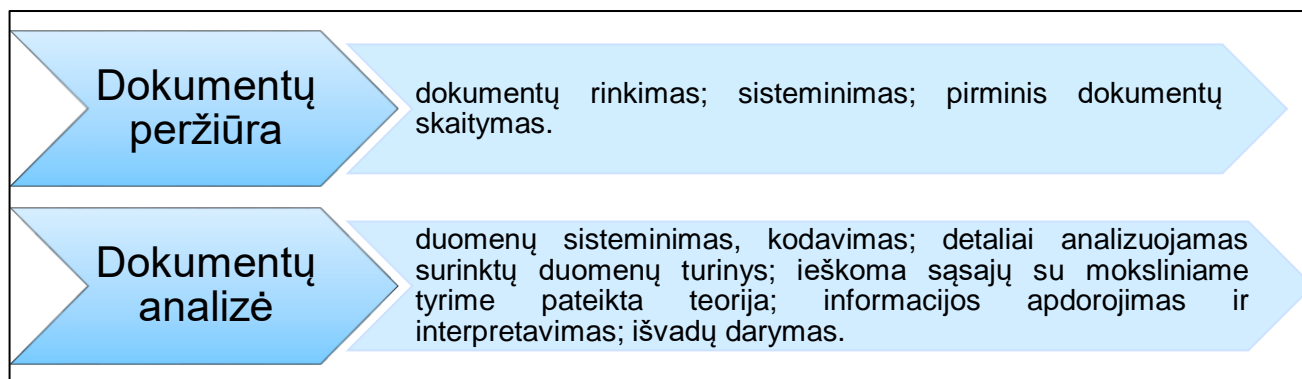 Dokumentų
peržiūra
dokumentų rinkimas; sisteminimas; pirminis dokumentų
skaitymas.
Dokumentų
analizė
duomenų sisteminimas, kodavimas; detaliai analizuojamas
surinktų duomenų turinys; ieškoma sąsajų su moksliniame
tyrime pateikta teorija; informacijos apdorojimas ir
interpretavimas; išvadų darymas.